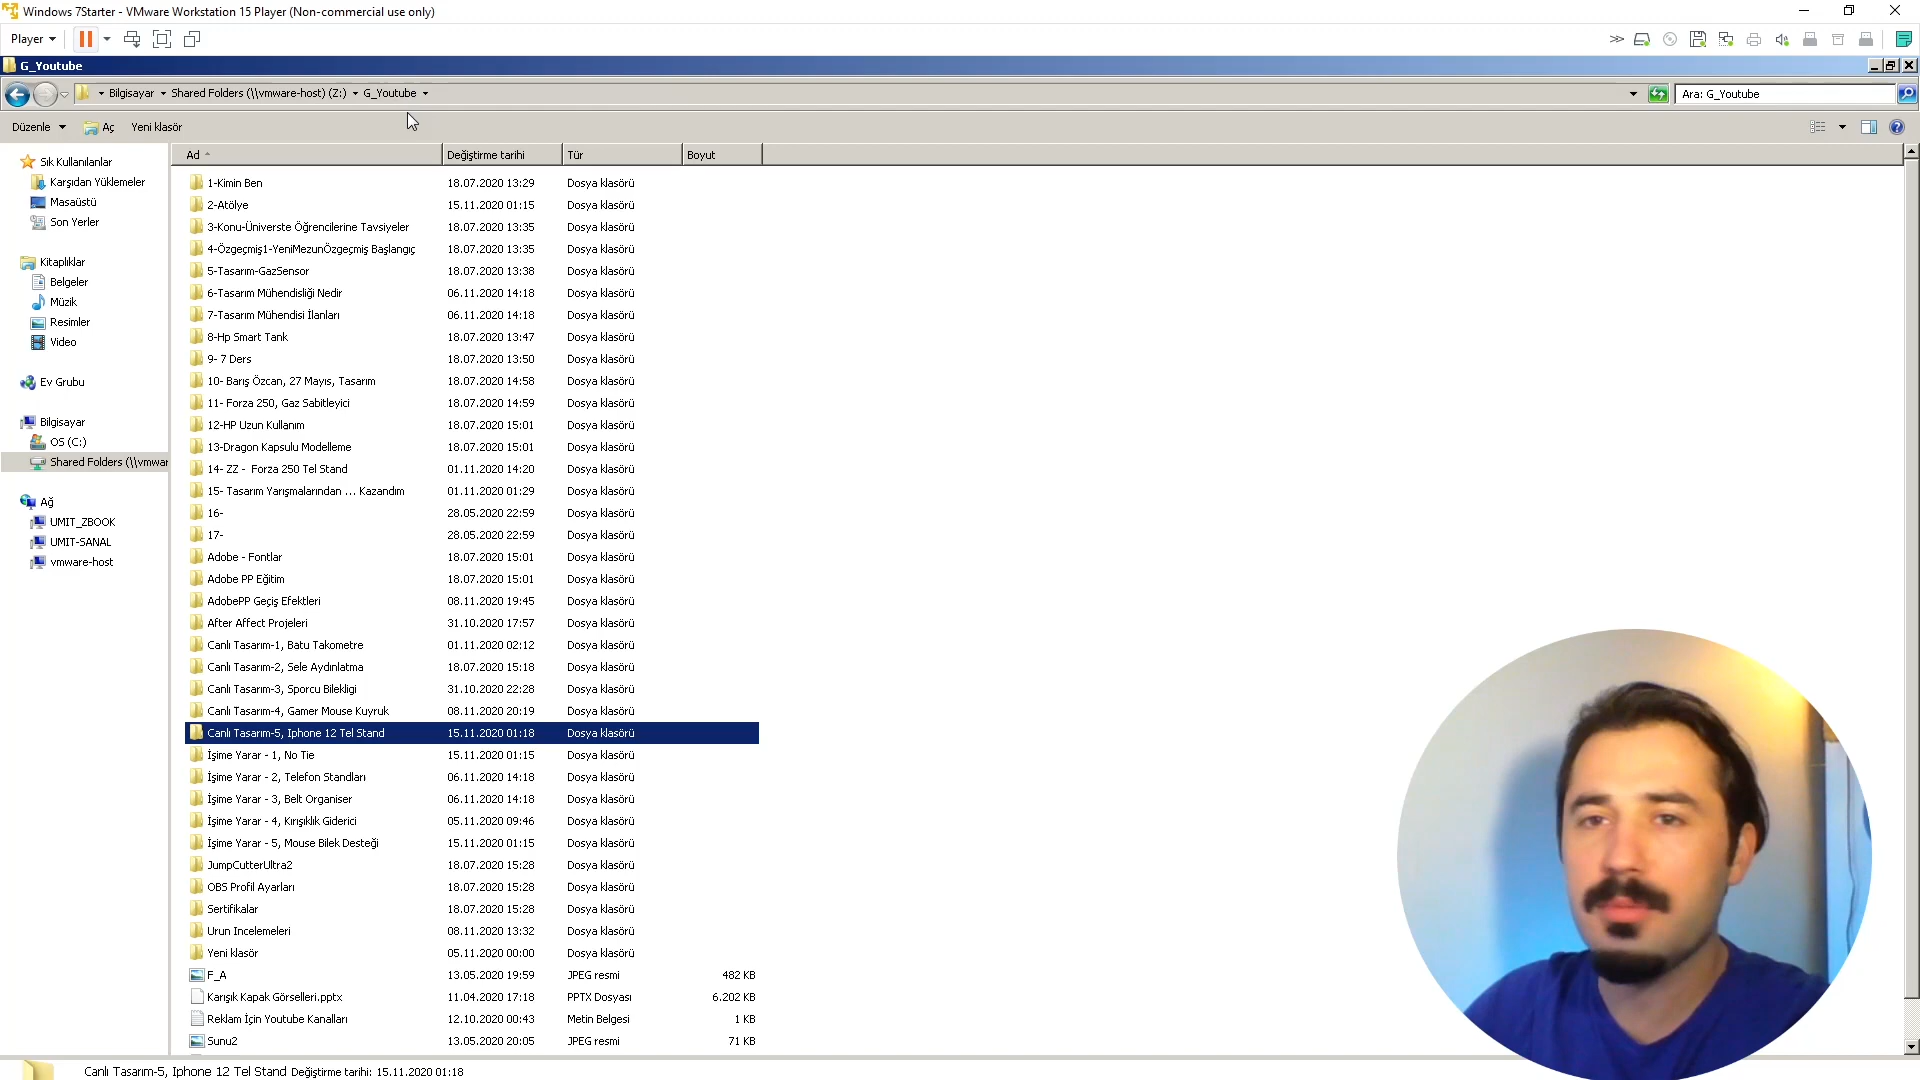 Windows 7Starter - VMware Workstation 15 Player (Non-commercial use only)
Player
G_Youtube
Bilgisayar Shared Folders (\\vmware-host) (Z:) G_Youtube
Ara: G_Youtube
Düzenle Aç Yeni klasör
Sık Kullanılanlar
Karşıdan Yüklemeler
Masaüstü
Son Yerler
Kitaplıklar
Belgeler
Müzik
Resimler
Video
Ev Grubu
Bilgisayar
OS (C:)
Shared Folders (\\vmwar
Ağ
UMIT_ZBOOK
UMIT-SANAL
vmware-host
Ad Değiştirme tarihi Tür Boyut
1-Kimin Ben 18.07.2020 13:29 Dosya klasörü
2-Atölye 15.11.2020 01:15 Dosya klasörü
3-Konu-Üniverste Öğrencilerine Tavsiyeler 18.07.2020 13:35 Dosya klasörü
4-Özgeçmiş1-YeniMezunÖzgeçmiş Başlangıç 18.07.2020 13:35 Dosya klasörü
5-Tasarım-GazSensor 18.07.2020 13:38 Dosya klasörü
6-Tasarım Mühendisliği Nedir 06.11.2020 14:18 Dosya klasörü
7-Tasarım Mühendisi İlanları 06.11.2020 14:18 Dosya klasörü
8-Hp Smart Tank 18.07.2020 13:47 Dosya klasörü
9- 7 Ders 18.07.2020 13:50 Dosya klasörü
10- Barış Özcan, 27 Mayıs, Tasarım 18.07.2020 14:58 Dosya klasörü
11- Forza 250, Gaz Sabitleyici 18.07.2020 14:59 Dosya klasörü
12-HP Uzun Kullanım 18.07.2020 15:01 Dosya klasörü
13-Dragon Kapsulu Modelleme 18.07.2020 15:01 Dosya klasörü
14- ZZ - Forza 250 Tel Stand 01.11.2020 14:20 Dosya klasörü
15- Tasarım Yarışmalarından ... Kazandım 01.11.2020 01:29 Dosya klasörü
16- 28.05.2020 22:59 Dosya klasörü
17- 28.05.2020 22:59 Dosya klasörü
Adobe - Fontlar 18.07.2020 15:01 Dosya klasörü
Adobe PP Eğitim 18.07.2020 15:01 Dosya klasörü
AdobePP Geçiş Efektleri 08.11.2020 19:45 Dosya klasörü
After Affect Projeleri 31.10.2020 17:57 Dosya klasörü
Canlı Tasarım-1, Batu Takometre 01.11.2020 02:12 Dosya klasörü
Canlı Tasarım-2, Sele Aydınlatma 18.07.2020 15:18 Dosya klasörü
Canlı Tasarım-3, Sporcu Bilekligi 31.10.2020 22:28 Dosya klasörü
Canlı Tasarım-4, Gamer Mouse Kuyruk 08.11.2020 20:19 Dosya klasörü
Canlı Tasarım-5, Iphone 12 Tel Stand 15.11.2020 01:18 Dosya klasörü
İşime Yarar - 1, No Tie 15.11.2020 01:15 Dosya klasörü
İşime Yarar - 2, Telefon Standları 06.11.2020 14:18 Dosya klasörü
İşime Yarar - 3, Belt Organiser 06.11.2020 14:18 Dosya klasörü
İşime Yarar - 4, Kırışıklık Giderici 05.11.2020 09:46 Dosya klasörü
İşime Yarar - 5, Mouse Bilek Desteği 15.11.2020 01:15 Dosya klasörü
JumpCutterUltra2 18.07.2020 15:28 Dosya klasörü
OBS Profil Ayarları 18.07.2020 15:28 Dosya klasörü
Sertifikalar 18.07.2020 15:28 Dosya klasörü
Urun Incelemeleri 08.11.2020 13:32 Dosya klasörü
Yeni klasör 05.11.2020 00:00 Dosya klasörü
F_A 13.05.2020 19:59 JPEG resmi 482 KB
Karışık Kapak Görselleri.pptx 11.04.2020 17:18 PPTX Dosyası 6.202 KB
Reklam İçin Youtube Kanalları 12.10.2020 00:43 Metin Belgesi 1 KB
Sunu2 13.05.2020 20:05 JPEG resmi 71 KB
Canlı Tasarım-5, Iphone 12 Tel Stand Değiştirme tarihi: 15.11.2020 01:18